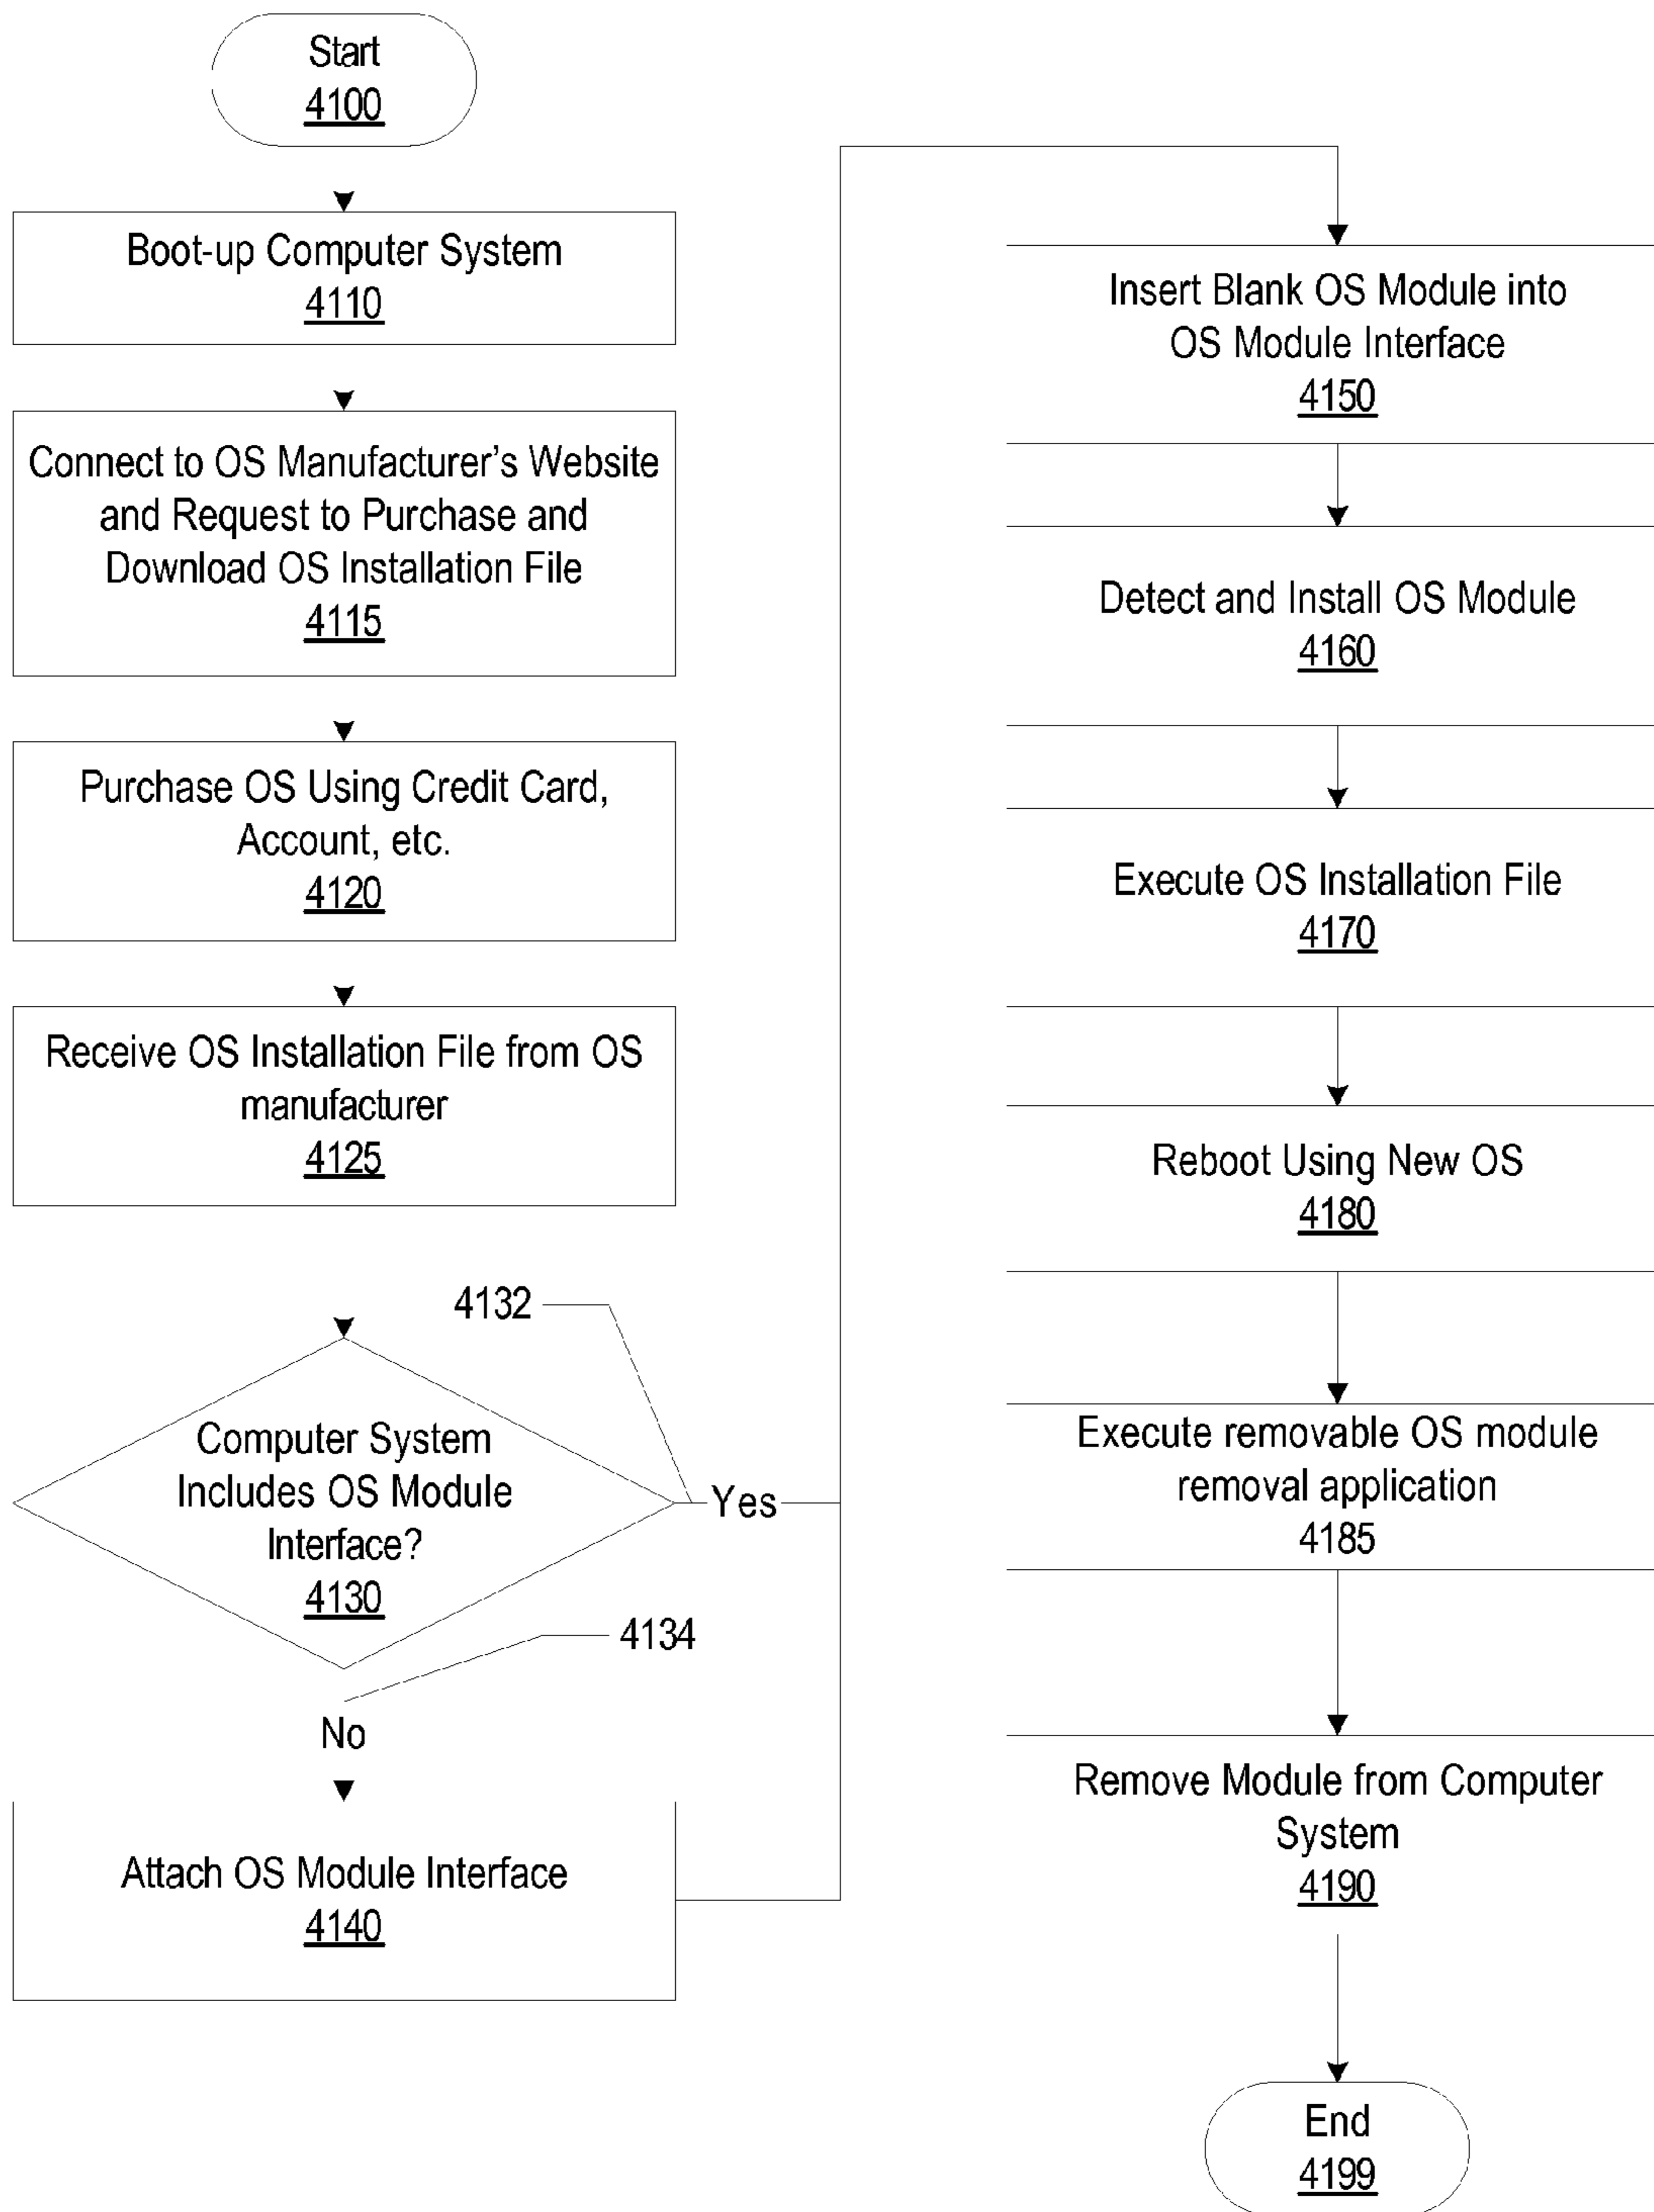 Start
4100
Boot-up Computer System
4110
Connect to OS Manufacturer's Website
and Request to Purchase and
Download OS Installation File
4115
Purchase OS Using Credit Card,
Account, etc.
4120
Receive OS Installation File from OS
manufacturer
4125
4132
Computer System
Includes OS Module
Interface?
4130
Yes
4134
No
Attach OS Module Interface
4140
Insert Blank OS Module into
OS Module Interface
4150
Detect and Install OS Module
4160
Execute OS Installation File
4170
Reboot Using New OS
4180
Execute removable OS module
removal application
4185
Remove Module from Computer
System
4190
End
4199